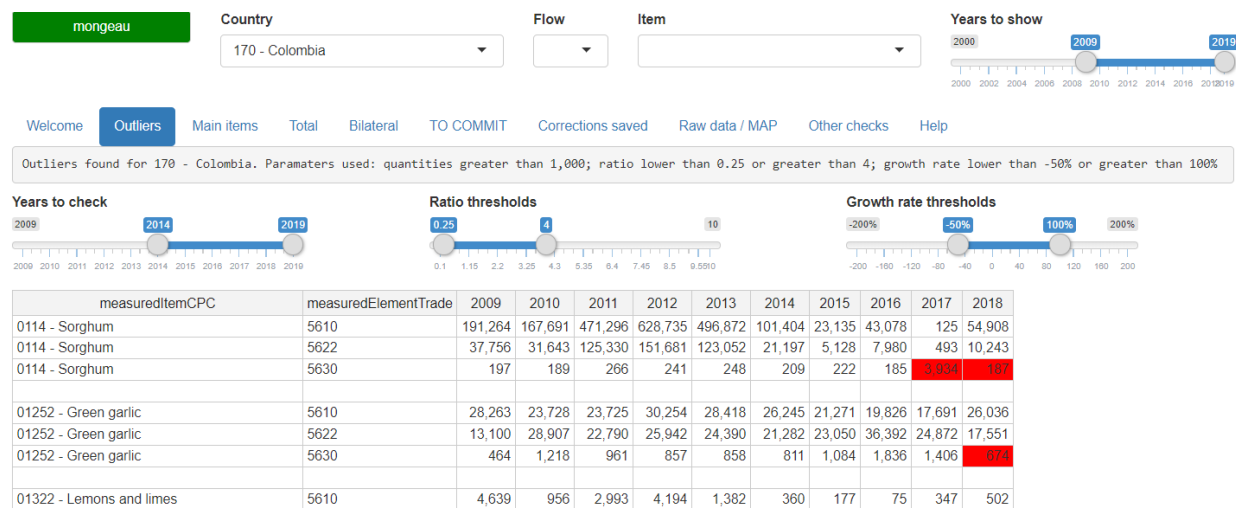 mongeau
Country Flow Item Years to show
170 - Colombia
2000 2009 2019
2000 2002 2004 2006 2008 2010 2012 2014 2016
Welcome Outliers Main items Total Bilateral TO COMMIT Corrections saved Raw data / MAP Other checks Help
Outliers found for 170 - Colombia. Paramaters used: quantities greater than 1,000; ratio lower than 0.25 or greater than 4; growth rate lower than -50% or greater than 100%
Years to check Ratio thresholds Growth rate thresholds
2009 2014 2019 0.25 4 10 -200% -50% 100% 200%
2009 2010 2011 2012 2013 2014 2015 2016 2017 2018 2019 0.1 1.15 2.2 3.25 4.3 5.35 6.4 7.45 8.5 -200 -160 -120 -80 -40 0 40 80 120 160 200
measuredItemCPC measuredElementTrade 2009 2010 2011 2012 2013 2014 2015 2016 2017 2018
0114 - Sorghum 5610 191,264 167,691 471,296 628,735 496,872 101,404 23,135 43,078 125 54,908
0114 - Sorghum 5622 37,756 31,643 125,330 151,681 123,052 21,197 5,128 7,980 493 10,243
0114 - Sorghum 5630 197 189 266 241 248 209 222 185 3,934 187
01252 - Green garlic 5610 28,263 23,728 23,725 30,254 28,418 26,245 21,271 19,826 17,691 26,036
01252 - Green garlic 5622 13,100 28,907 22,790 25,942 24,390 21,282 23,050 36,392 24,872 17,551
01252 - Green garlic 5630 464 1,218 961 857 858 811 1,084 1,836 1,406 674
01322 - Lemons and limes 5610 4,639 956 2,993 4,194 1,382 360 177 75 347 502